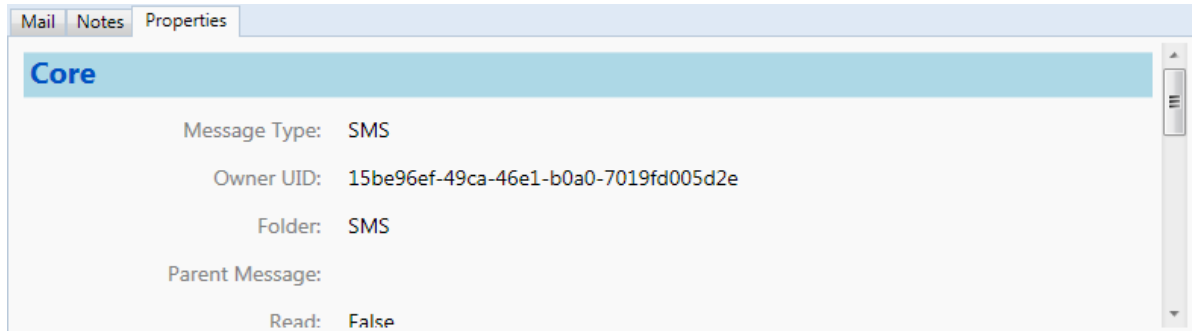 Mail Notes Properties
Core
Message Type: SMS
Owner UID: 15be96ef-49ca-46e1-b0a0-7019fd005d2e
Folder: SMS
Parent Message:
Read: False